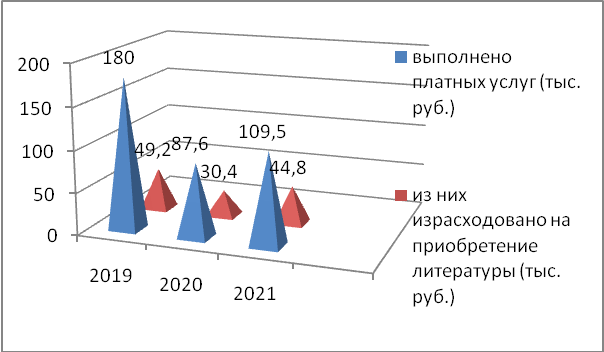 200
150
100
50
0
180
49,2
87,6
30,4
109,5
44,8
2019
2020
2021
выполнено
платных услуг (тыс.
руб.)
из них
израсходовано на
приобретение
литературы (тыс.
руб.)